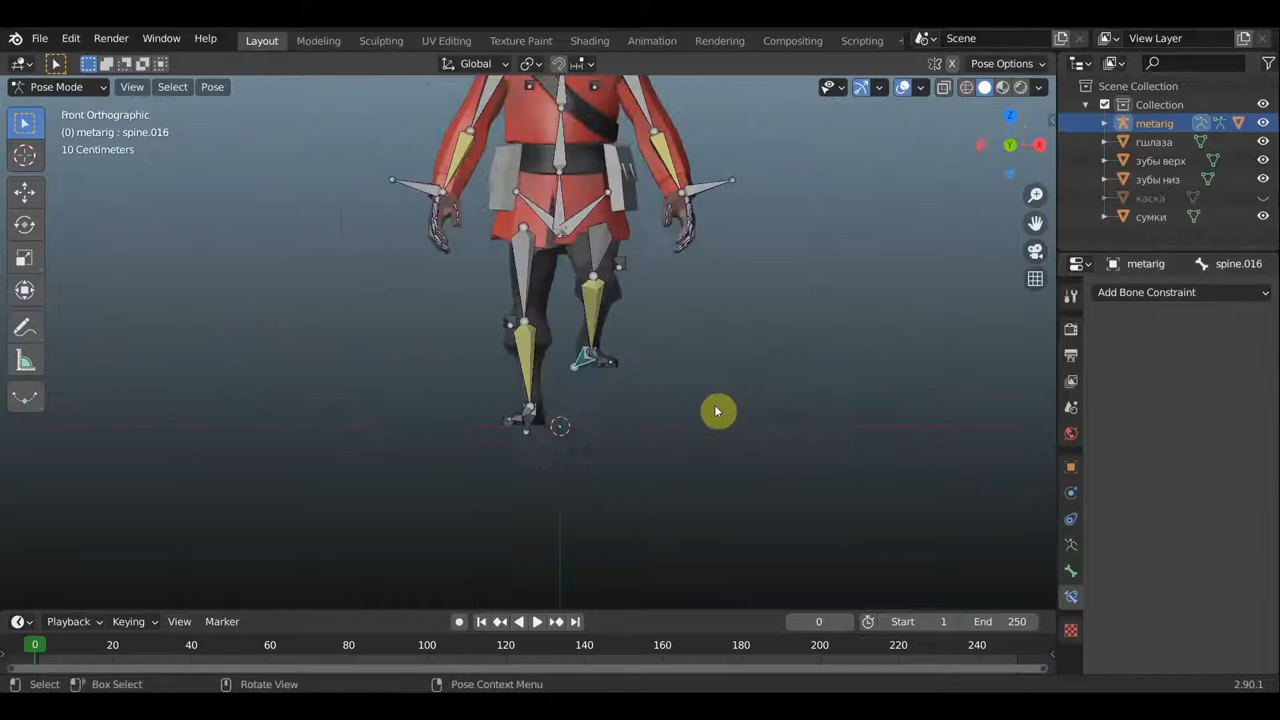 File Edit Render Window Help
Layout Modeling Sculpting UV Editing Texture Paint Shading Animation Rendering Compositing Scripting
Scene View Layer
Global X Pose Options
Pose Mode View Select Pose
Front Orthographic
(0) metarig : spine.016
10 Centimeters
Z
Y
X
Scene Collection
Collection
metarig
гшлаза
зубы верх
зубы низ
каска
сумки
metarig spine.016
Add Bone Constraint
Playback Keying View Marker 0 Start 1 End 250
0 20 40 60 80 100 120 140 160 180 200 220 240
Select Box Select Rotate View Pose Context Menu 2.90.1